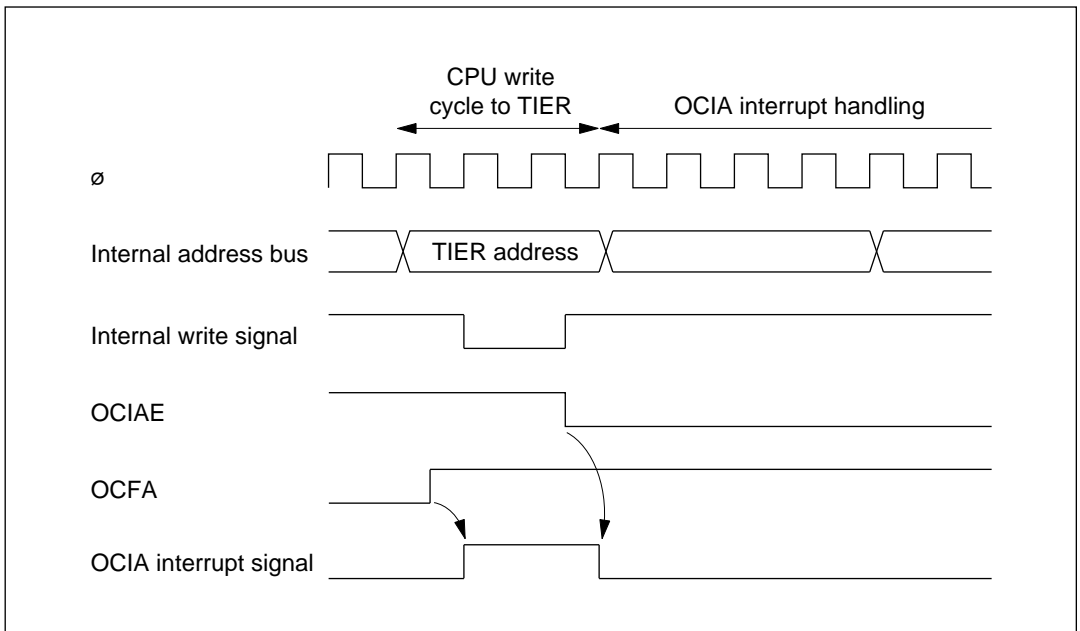 CPU write
cycle to TIER
OCIA interrupt handling
ø
Internal address bus
TIER address
Internal write signal
OCIAE
OCFA
OCIA interrupt signal